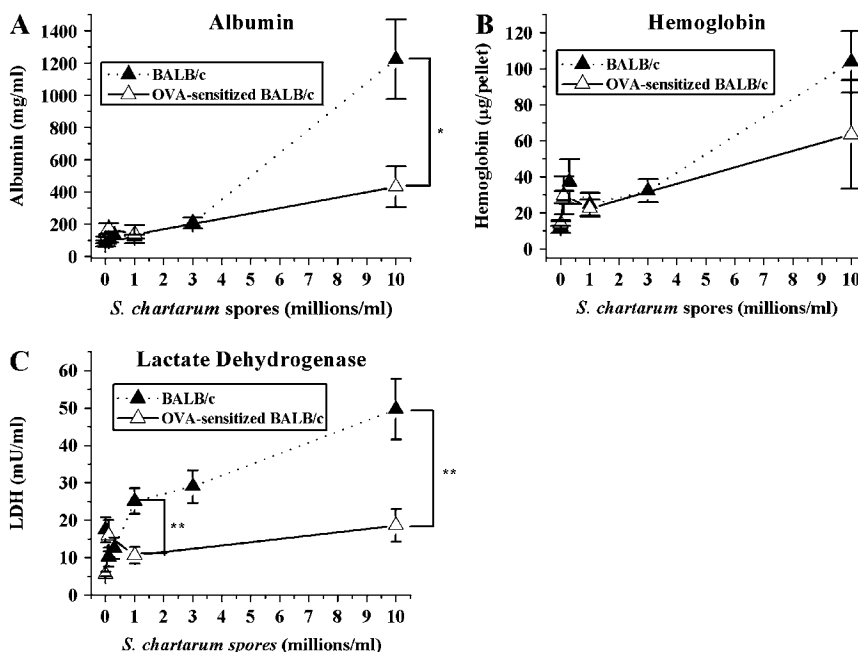 A
Albumin
1400
1200
1000
800
600
400
200
0
Albumin (mg/ml)
BALB/c
OVA-sensitized BALB/c
*
0 1 2 3 4 5 6 7 8 9 10
S. chartarum spores (millions/ml)
B
Hemoglobin
120
100
80
60
40
20
0
Hemoglobin (µg/pellet)
BALB/c
OVA-sensitized BALB/c
0 1 2 3 4 5 6 7 8 9 10
S. chartarum spores (millions/ml)
C
Lactate Dehydrogenase
60
50
40
30
20
10
0
LDH (mU/ml)
BALB/c
OVA-sensitized BALB/c
**
**
0 1 2 3 4 5 6 7 8 9 10
S. chartarum spores (millions/ml)